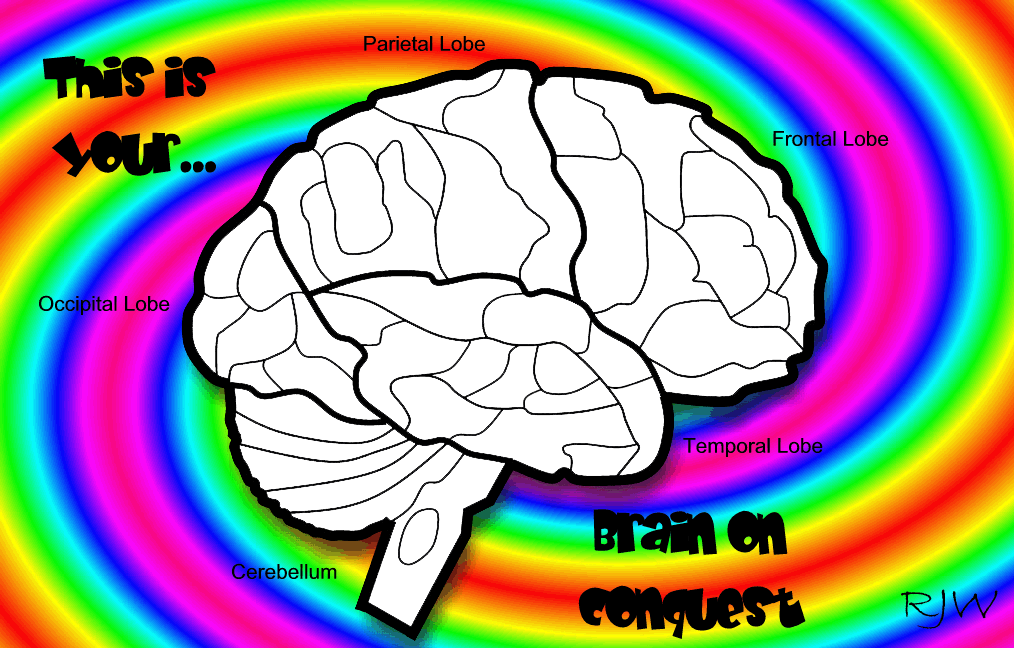 Parietal Lobe
This is
Your...
Frontal Lobe
Occipital Lobe
Temporal Lobe
Brain on
Cerebellum
conquest
RJW